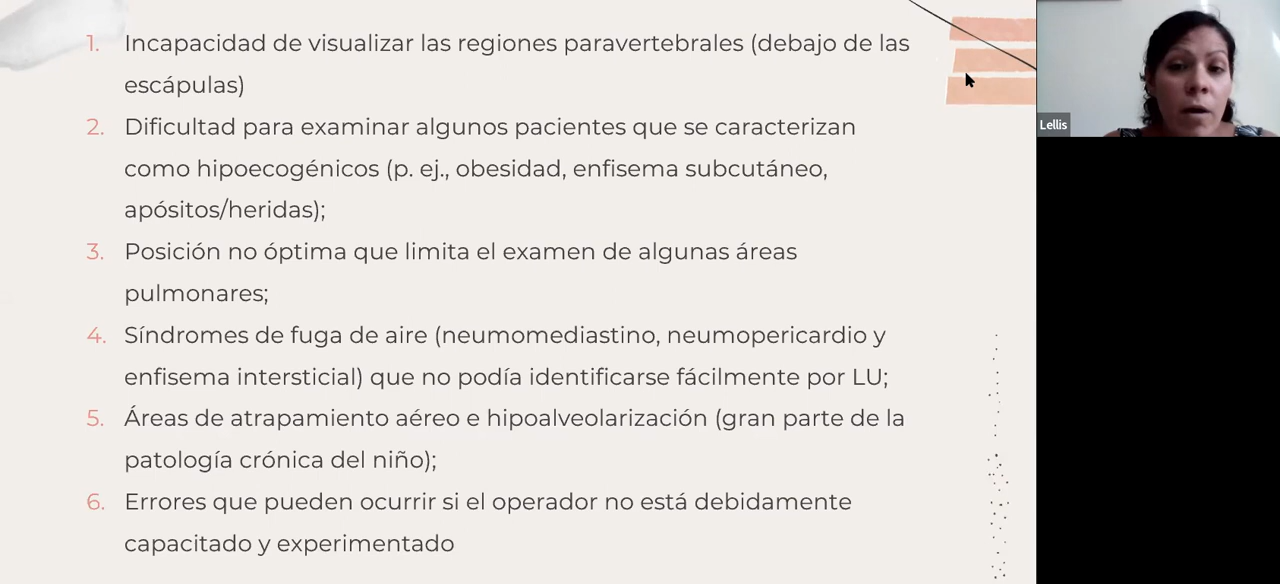 1. Incapacidad de visualizar las regiones paravertebrales (debajo de las
escápulas)
2. Dificultad para examinar algunos pacientes que se caracterizan
como hipoecogénicos (p. ej., obesidad, enfisema subcutáneo,
apósitos/heridas);
3. Posición no óptima que limita el examen de algunas áreas
pulmonares;
4. Síndromes de fuga de aire (neumomediastino, neumopericardio y
enfisema intersticial) que no podía identificarse fácilmente por LU;
5. Áreas de atrapamiento aéreo e hipoalveolarización (gran parte de la
patología crónica del niño);
6. Errores que pueden ocurrir si el operador no está debidamente
capacitado y experimentado
Lellis